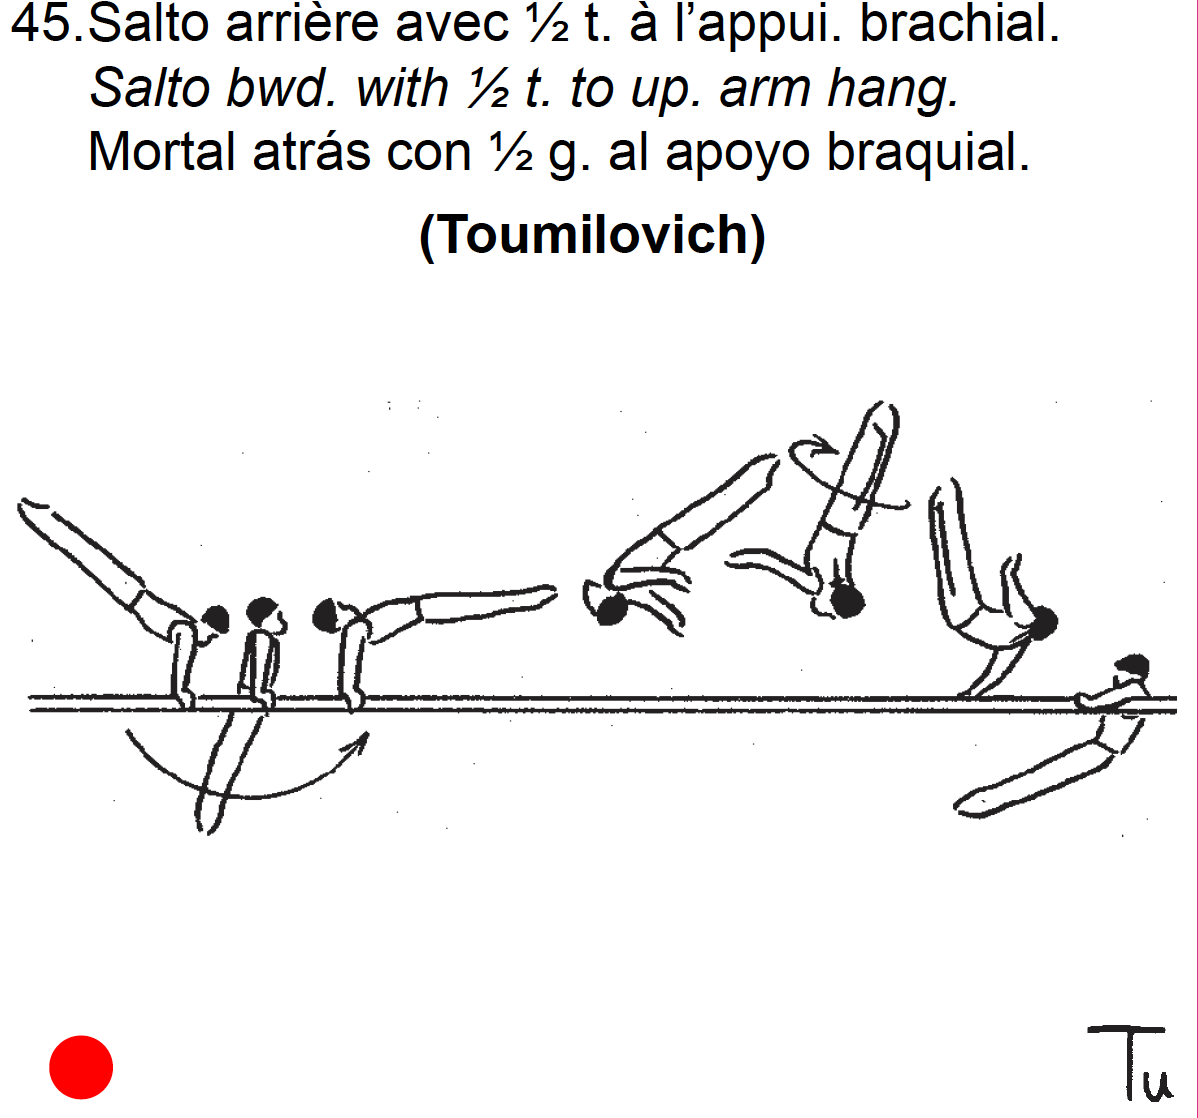 45.Salto arrière avec ½ t. à l’appui. brachial.
Salto bwd. with ½ t. to up. arm hang.
Mortal atrás con ½ g. al apoyo braquial.
(Toumilovich)
Tu